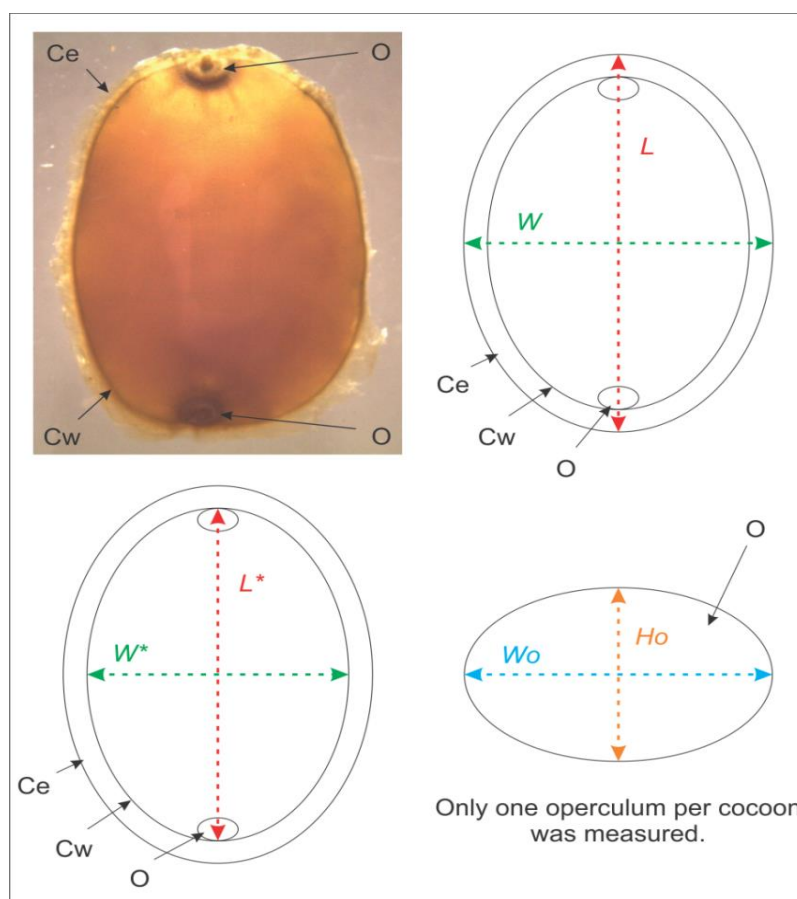 Ce
O
Cw
O
L
W
Ce
Cw
O
L*
W*
Ce
Cw
O
O
Ho
Wo
Only one operculum per cocoon
was measured.